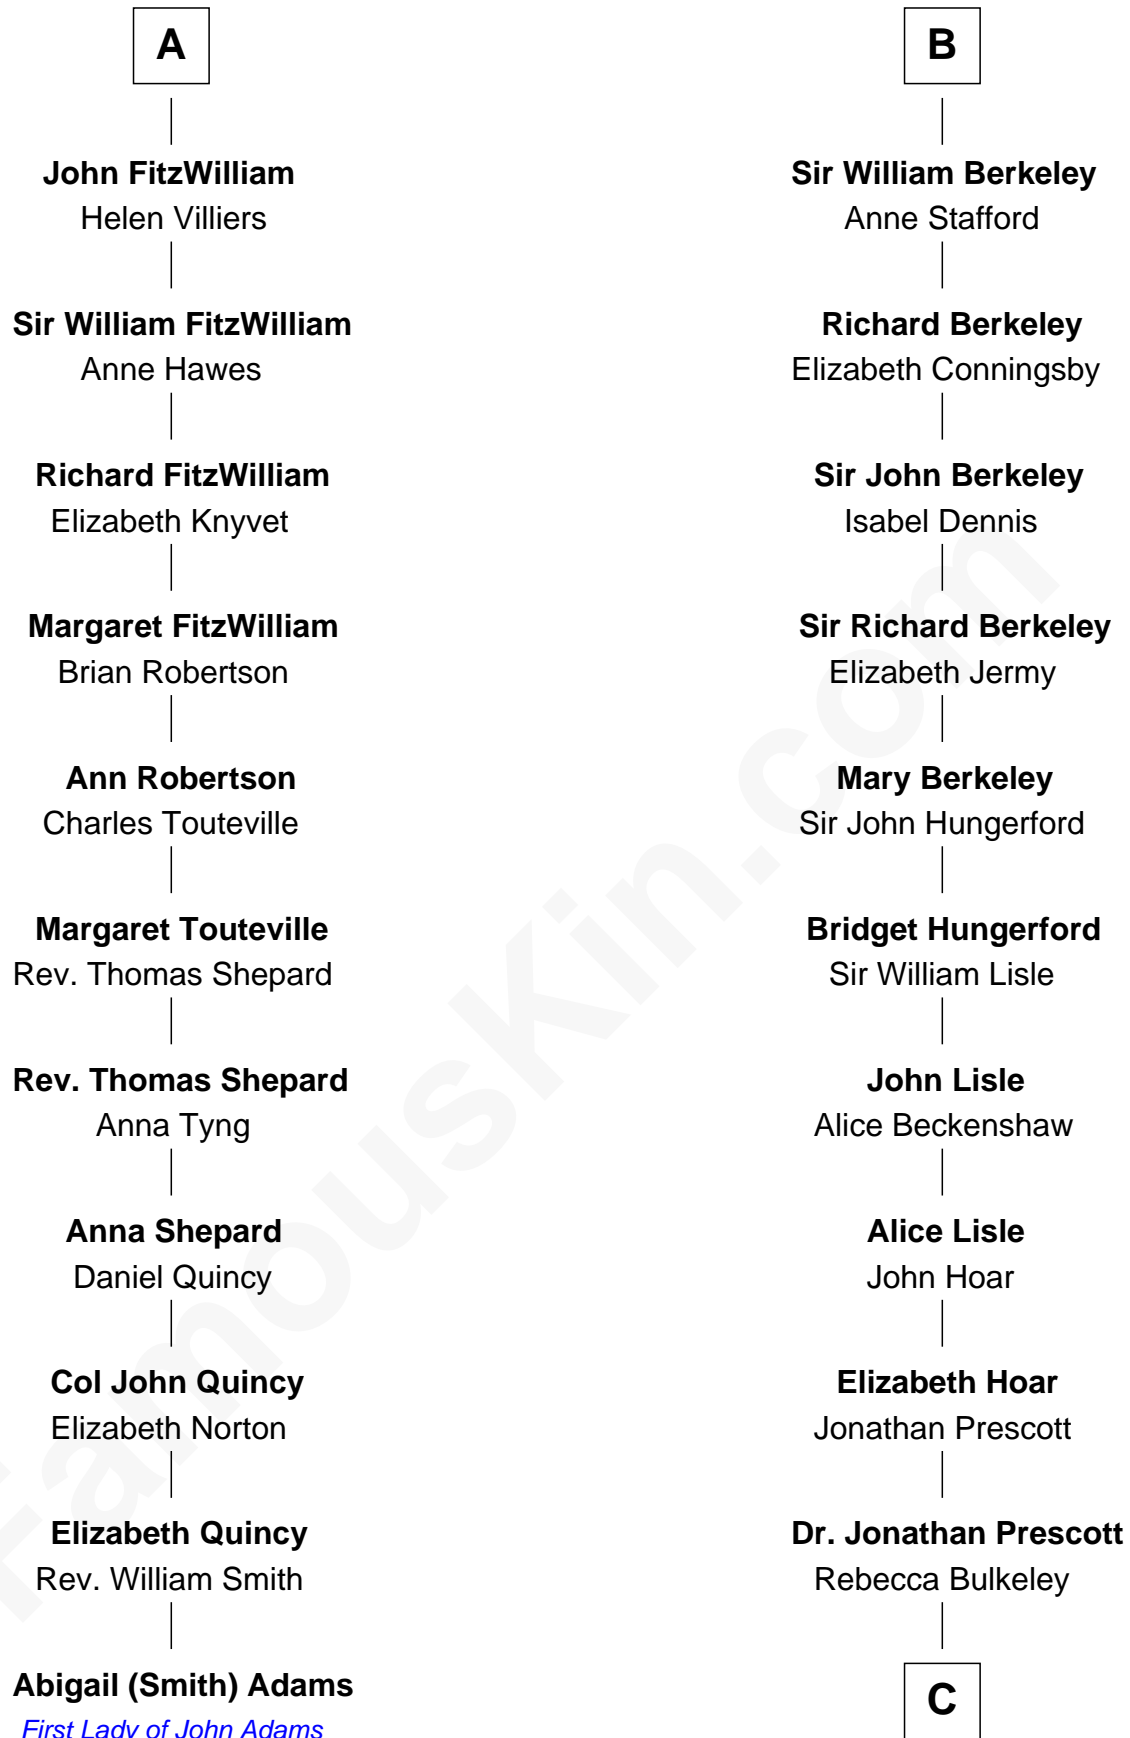 A
John FitzWilliam
Helen Villiers
Sir William FitzWilliam
Anne Hawes
Richard FitzWilliam
Elizabeth Knyvet
Margaret FitzWilliam
Brian Robertson
Ann Robertson
Charles Touteville
Margaret Touteville
Rev. Thomas Shepard
Rev. Thomas Shepard
Anna Tyng
Anna Shepard
Daniel Quincy
Col John Quincy
Elizabeth Norton
Elizabeth Quincy
Rev. William Smith
Abigail (Smith) Adams
First Lady of John Adams
B
Sir William Berkeley
Anne Stafford
Richard Berkeley
Elizabeth Conningsby
Sir John Berkeley
Isabel Dennis
Sir Richard Berkeley
Elizabeth Jermy
Mary Berkeley
Sir John Hungerford
Bridget Hungerford
Sir William Lisle
John Lisle
Alice Beckenshaw
Alice Lisle
John Hoar
Elizabeth Hoar
Jonathan Prescott
Dr. Jonathan Prescott
Rebecca Bulkeley
C
FamousKin.com